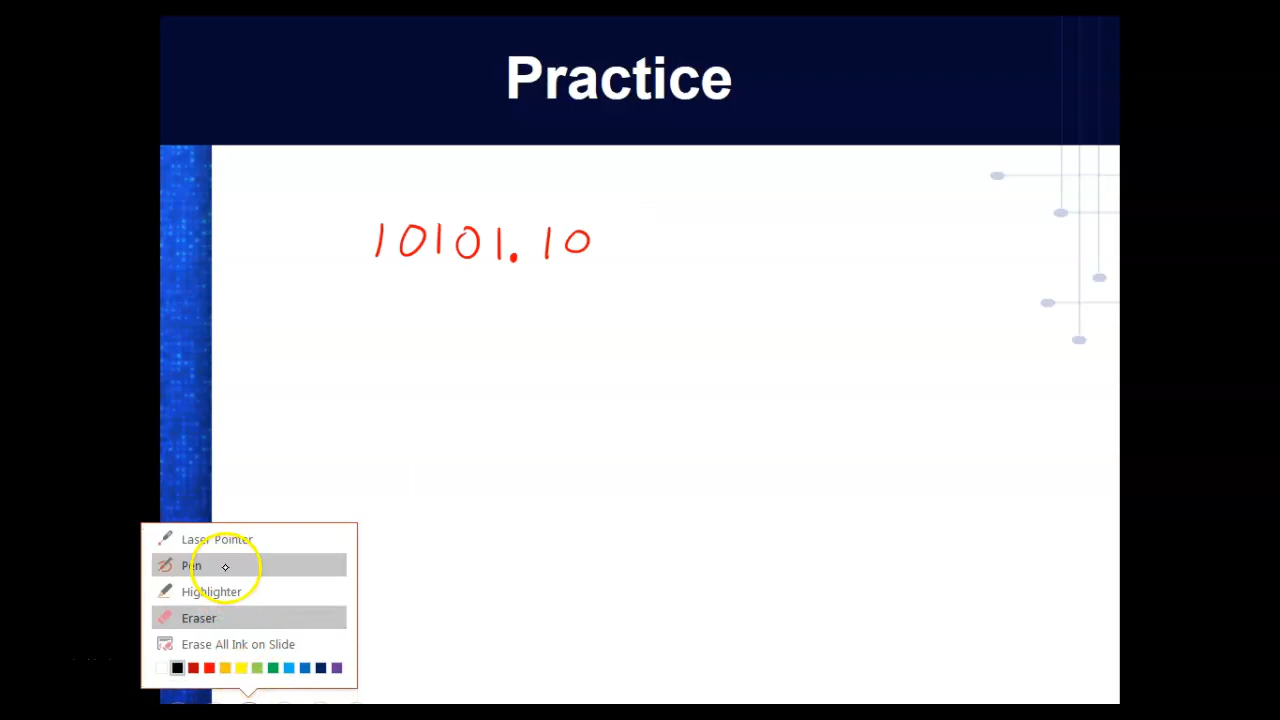 Practice
10101.10
Laser Pointer
Pen
Highlighter
Eraser
Erase All Ink on Slide